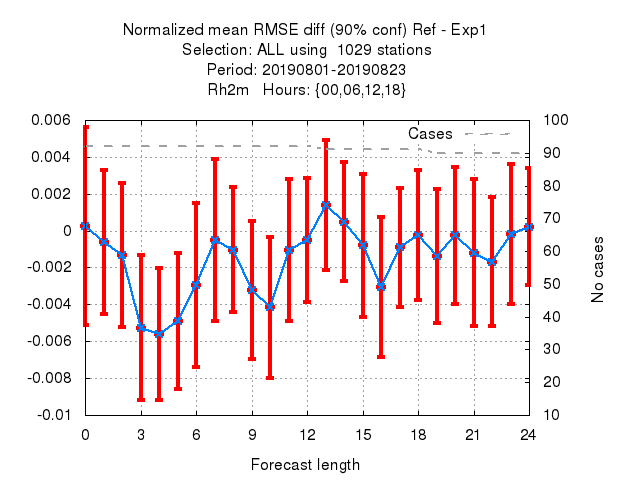 Normalized mean RMSE diff (90% conf) Ref - Exp1
Selection: ALL using  1029 stations
Period: 20190801-20190823
Rh2m   Hours: {00,06,12,18}
Cases
0.006
0.004
0.002
0
-0.002
-0.004
-0.006
-0.008
-0.01
100
90
80
70
60
50
40
30
20
10
No cases
0 3 6 9 12 15 18 21 24
Forecast length